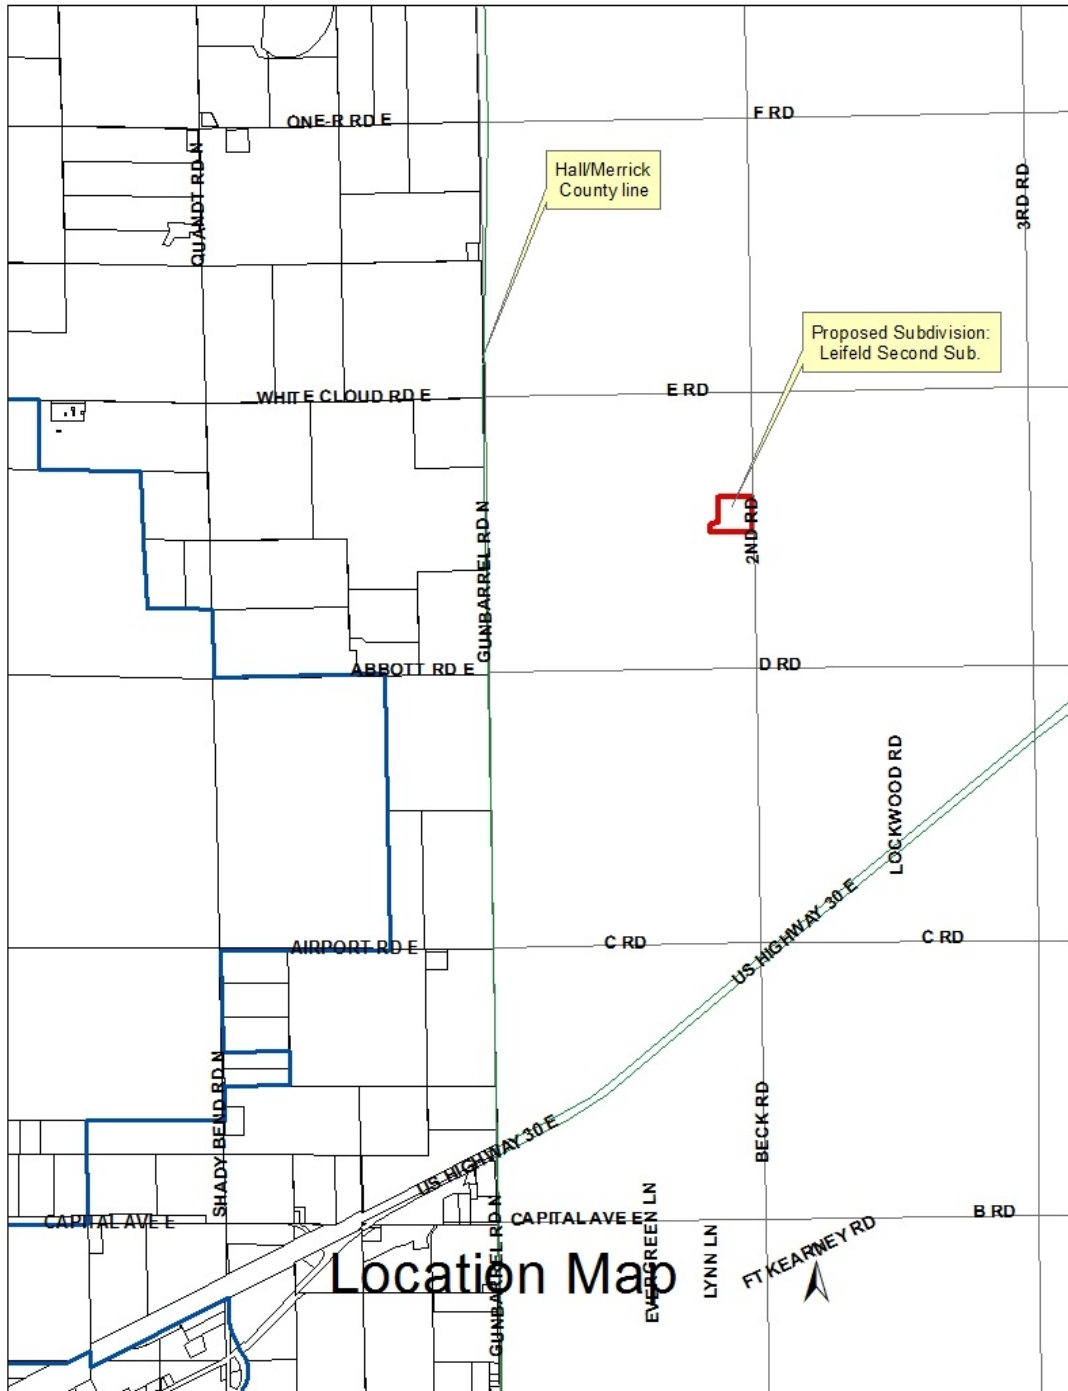 ONE-R RD E
F RD
QUANDT RD N
Hall/Merrick
County line
3RD RD
Proposed Subdivision:
Leifeld Second Sub.
WHITE CLOUD RD E
E RD
GUNBARREL RD N
2ND RD
ABBOTT RD E
D RD
LOCKWOOD RD
US HIGHWAY 30 E
AIRPORT RD E
C RD
C RD
SHADY BEND RD N
BECK RD
US HIGHWAY 30 E
CAPITAL AVE E
GUNBARREL RD N
CAPITAL AVE E
EVERGREEN LN
LYNN LN
B RD
FT KEARNEY RD
N
Location Map